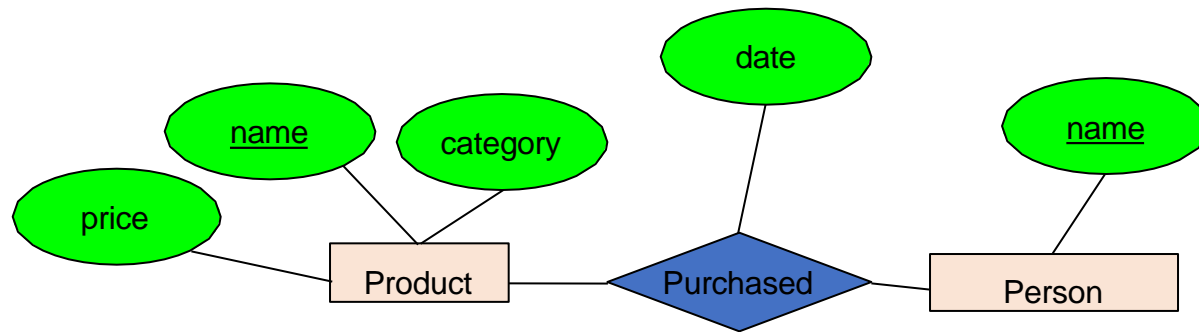 date
name
name
category
price
Product
Purchased
Person